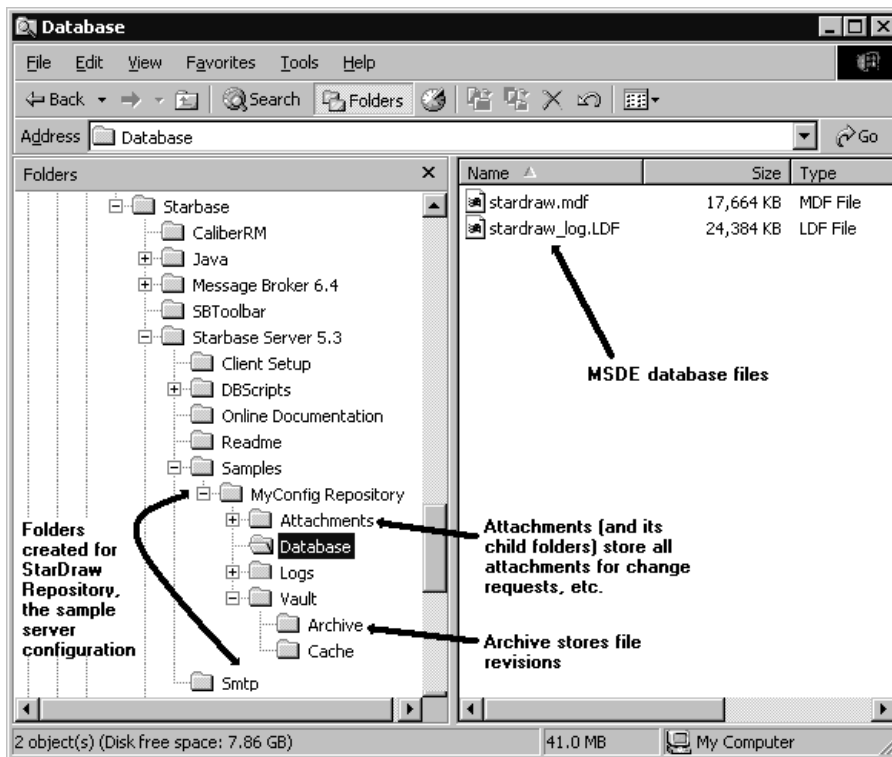 Database
File Edit View Favorites Tools Help
Back Search Folders
Address Database Go
Folders
Name Size Type
stardraw.mdf 17,664 KB MDF File
stardraw_log.LDF 24,384 KB LDF File
Starbase
CaliberRM
Java
Message Broker 6.4
SBToolbar
Starbase Server 5.3
Client Setup
DBScripts
Online Documentation
Readme
Samples
MyConfig Repository
Attachments
Database
Logs
Vault
Archive
Cache
Smtp
MSDE database files
Folders
created for
StarDraw
Repository,
the sample
server
configuration
Attachments (and its
child folders) store all
attachments for change
requests, etc.
Archive stores file
revisions
2 object(s) (Disk free space: 7.86 GB) 41.0 MB My Computer